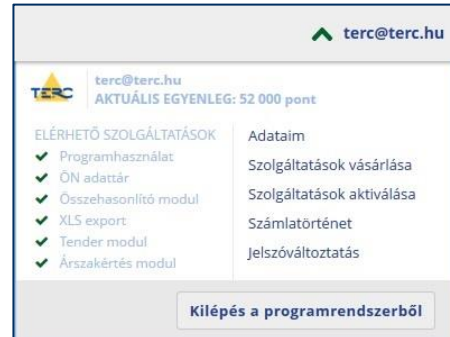 terc@terc.hu
TERC
terc@terc.hu
AKTUÁLIS EGYENLEG: 52 000 pont
ELÉRHETŐ SZOLGÁLTATÁSOK
Programhasználat
ÖN adattár
Összehasonlító modul
XLS export
Tender modul
Árszakértés modul
Adataim
Szolgáltatások vásárlása
Szolgáltatások aktiválása
Számlatörténet
Jelszóváltoztatás
Kilépés a programrendszerből